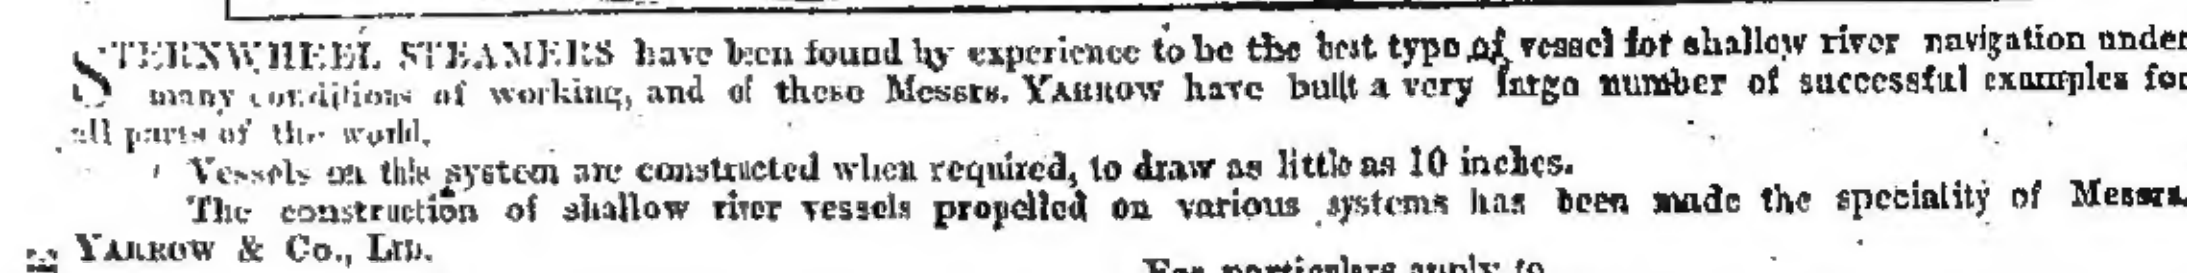 STERNWHEEL STEAMERS have been found by experience to be the best type of vessel for shallow river navigation under
many conditions of working, and of these Messrs. YARROW have built a very large number of successful examples for
all parts of the world.
Vessels on this system are constructed when required, to draw as little as 10 inches.
The construction of shallow river vessels propelled on various systems has been made the speciality of Messrs.
YARROW & Co., LTD.
For particulars apply to